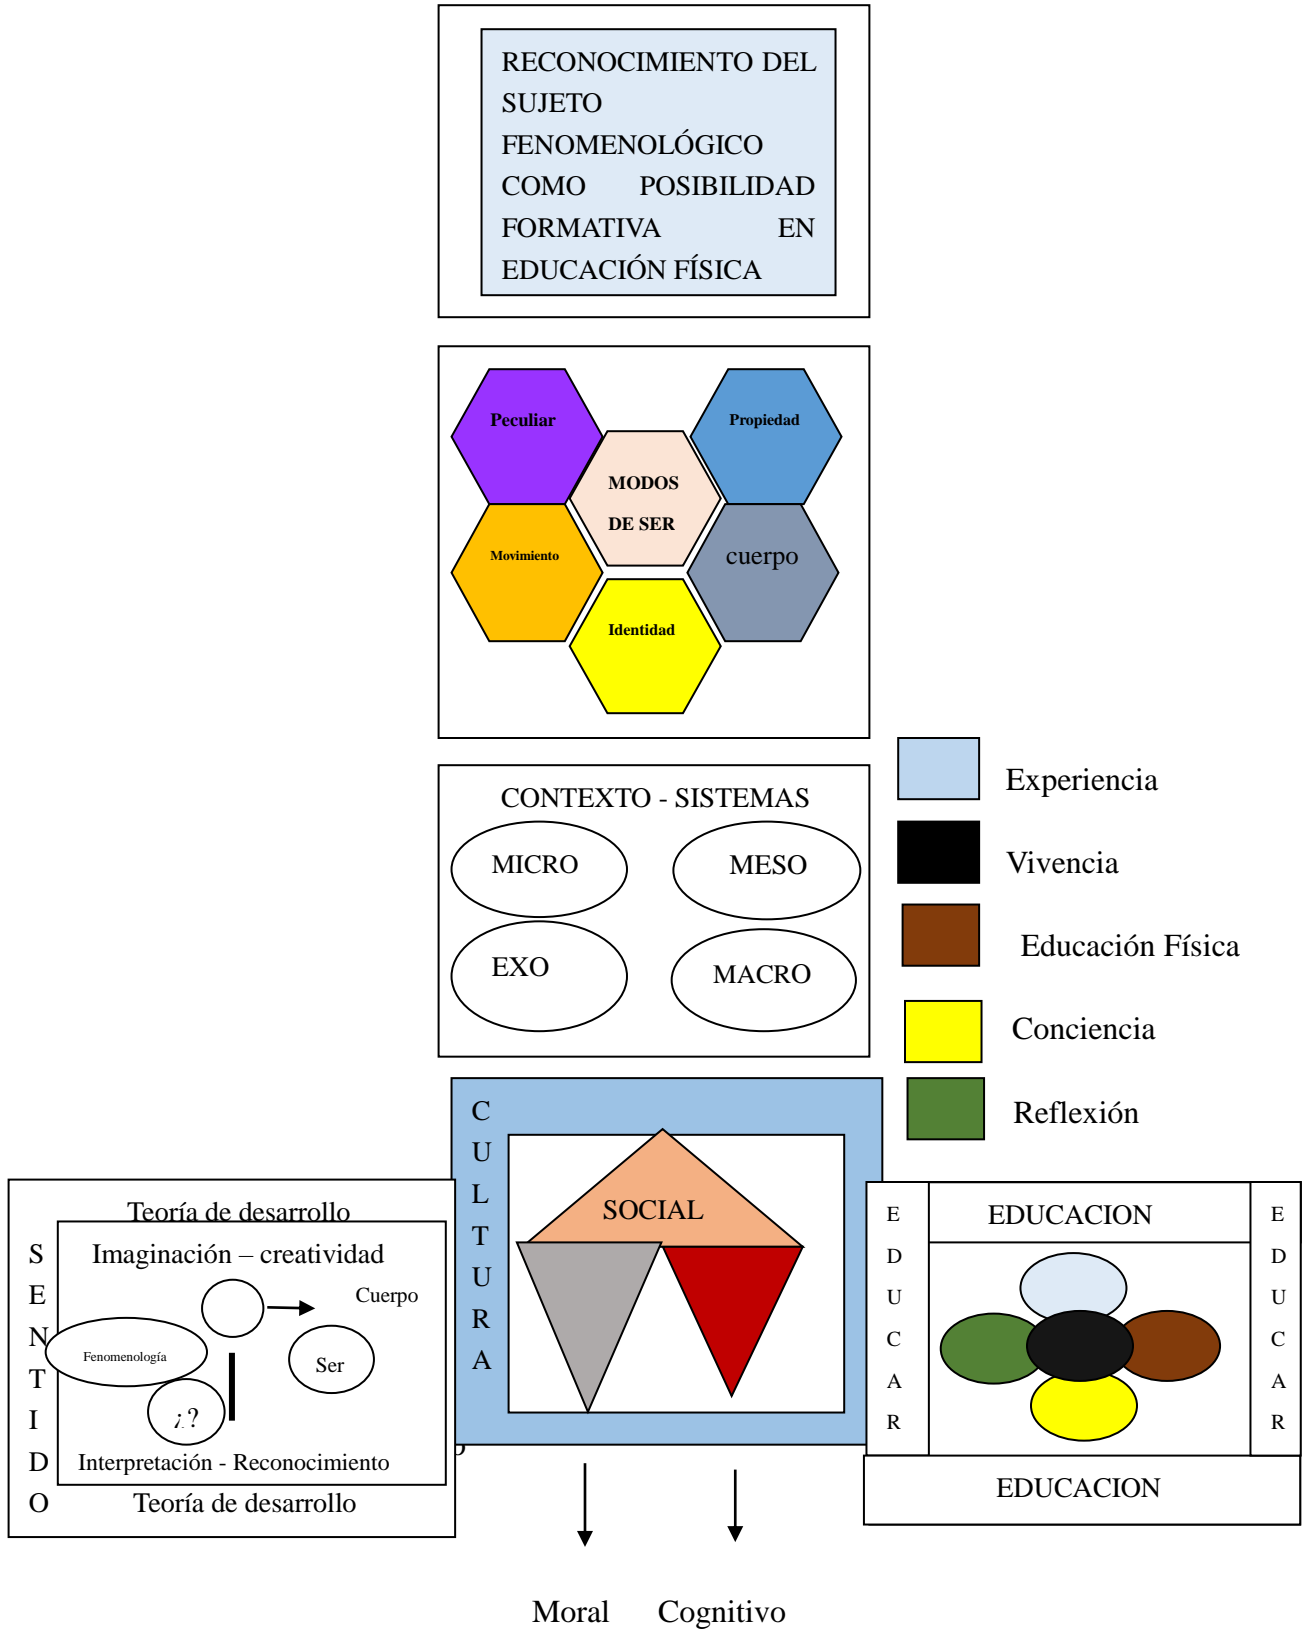 RECONOCIMIENTO DEL
SUJETO
FENOMENOLÓGICO
COMO POSIBILIDAD
FORMATIVA EN
EDUCACIÓN FÍSICA
Peculiar
Propiedad
MODOS
DE SER
Movimiento
cuerpo
Identidad
CONTEXTO - SISTEMAS
MICRO
MESO
EXO
MACRO
Experiencia
Vivencia
Educación Física
Conciencia
Reflexión
C
U
L
T
U
R
A
SOCIAL
Teoría de desarrollo
S
E
N
T
I
D
O
Imaginación – creatividad
Cuerpo
Fenomenología
Ser
¿?
Interpretación - Reconocimiento
Teoría de desarrollo
E
D
U
C
A
R
EDUCACION
E
D
U
C
A
R
EDUCACION
Moral Cognitivo